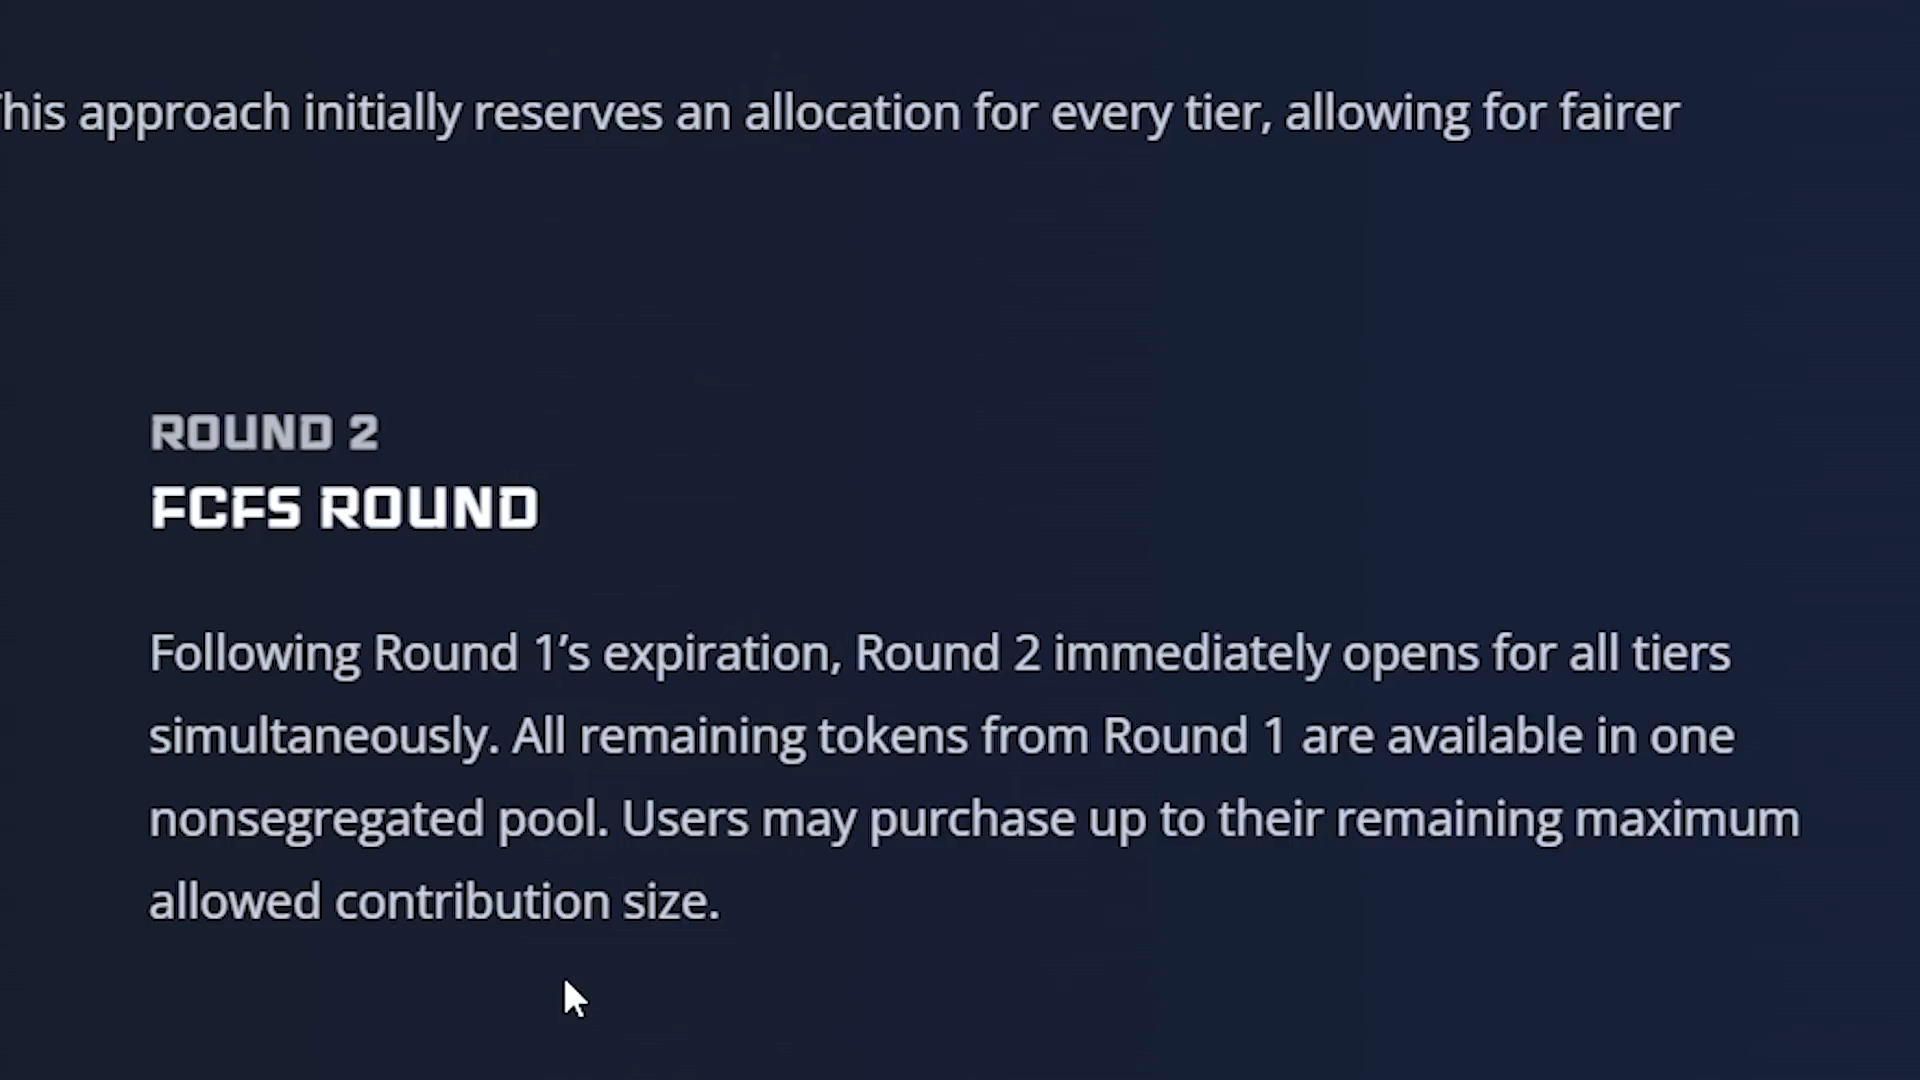 This approach initially reserves an allocation for every tier, allowing for fairer
ROUND 2
FCFS ROUND
Following Round 1’s expiration, Round 2 immediately opens for all tiers
simultaneously. All remaining tokens from Round 1 are available in one
nonsegregated pool. Users may purchase up to their remaining maximum
allowed contribution size.